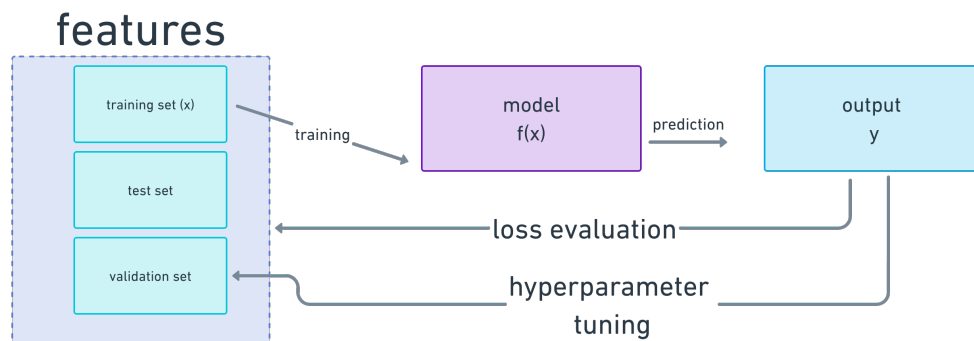 features
training set (x)
training
test set
validation set
model
f(x)
prediction
output
y
loss evaluation
hyperparameter
tuning